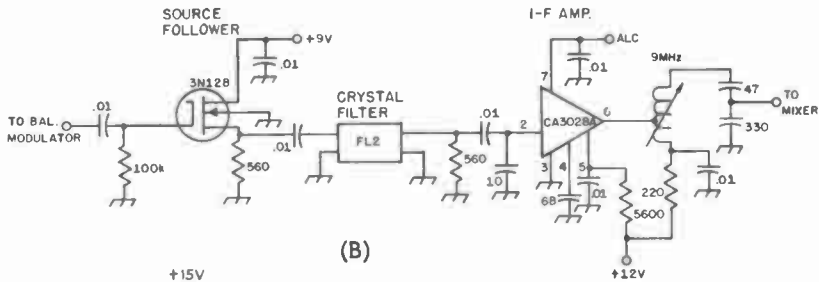 SOURCE
FOLLOWER
+9V
.01
3N128
.01
TO BAL.
MODULATOR
100k
560
.01
CRYSTAL
FILTER
FL2
560
.01
10
2
I-F AMP.
7
ALC
.01
CA3028A
6
3
4
5
68
.01
5600
9MHz
47
TO
MIXER
330
.01
220
+12V
(B)
+15V